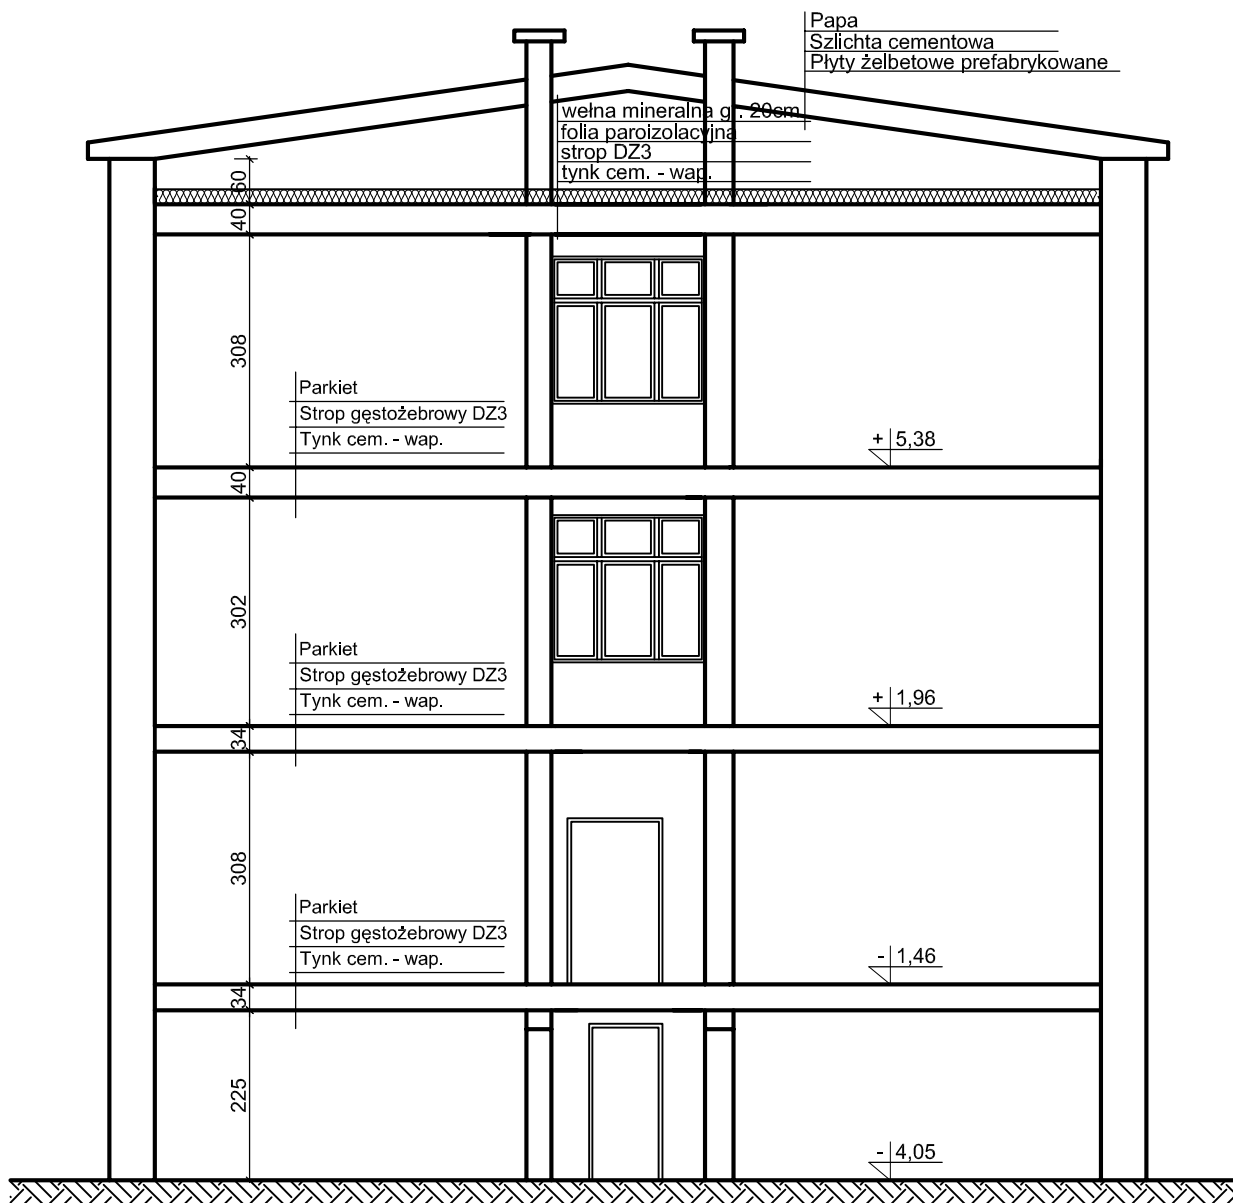 Papa
Szlichta cementowa
Płyty żelbetowe prefabrykowane
wełna mineralna gr. 20cm
folia paroizolacyjna
strop DZ3
tynk cem. - wap.
60
40
308
Parkiet
Strop gęstożebrowy DZ3
Tynk cem. - wap.
+ 5,38
40
302
Parkiet
Strop gęstożebrowy DZ3
Tynk cem. - wap.
+ 1,96
34
308
Parkiet
Strop gęstożebrowy DZ3
Tynk cem. - wap.
- 1,46
34
225
- 4,05